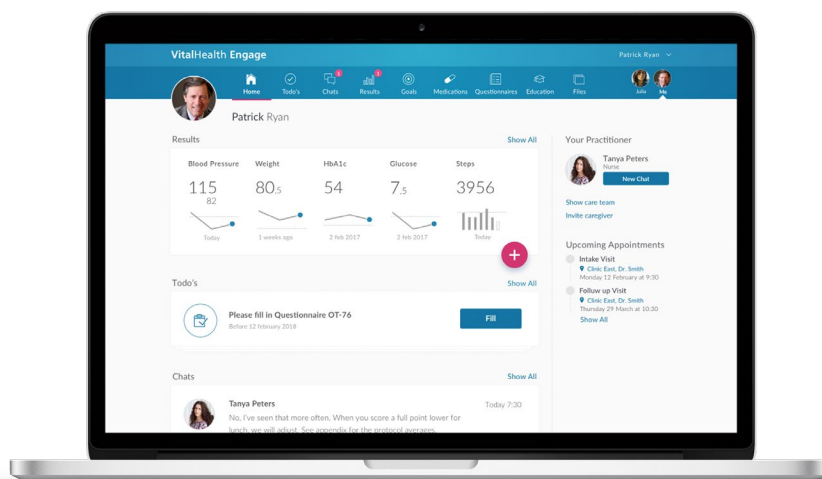 VitalHealth Engage
Patrick Ryan
Home
Todo's
Chats
1
Results
1
Goals
Medications
Questionnaires
Education
Files
Julia
Me
Patrick Ryan
Results
Show All
Blood Pressure
Weight
HbA1c
Glucose
Steps
115
82
80.5
54
7.5
3956
Today
1 weeks ago
2 feb 2017
2 feb 2017
Today
+
Todo's
Show All
Please fill in Questionnaire OT-76
Before 12 february 2018
Fill
Chats
Show All
Tanya Peters
Today 7:30
No, I've seen that more often, When you score a full point lower for
lunch, we will adjust. See appendix for the protocol averages.
Your Practitioner
Tanya Peters
Nurse
New Chat
Show care team
Invite caregiver
Upcoming Appointments
Intake Visit
Clinic East, Dr. Smith
Monday 12 February at 9:30
Folluw up Visit
Clinic East, Dr. Smith
Thursday 29 March at 10:30
Show All